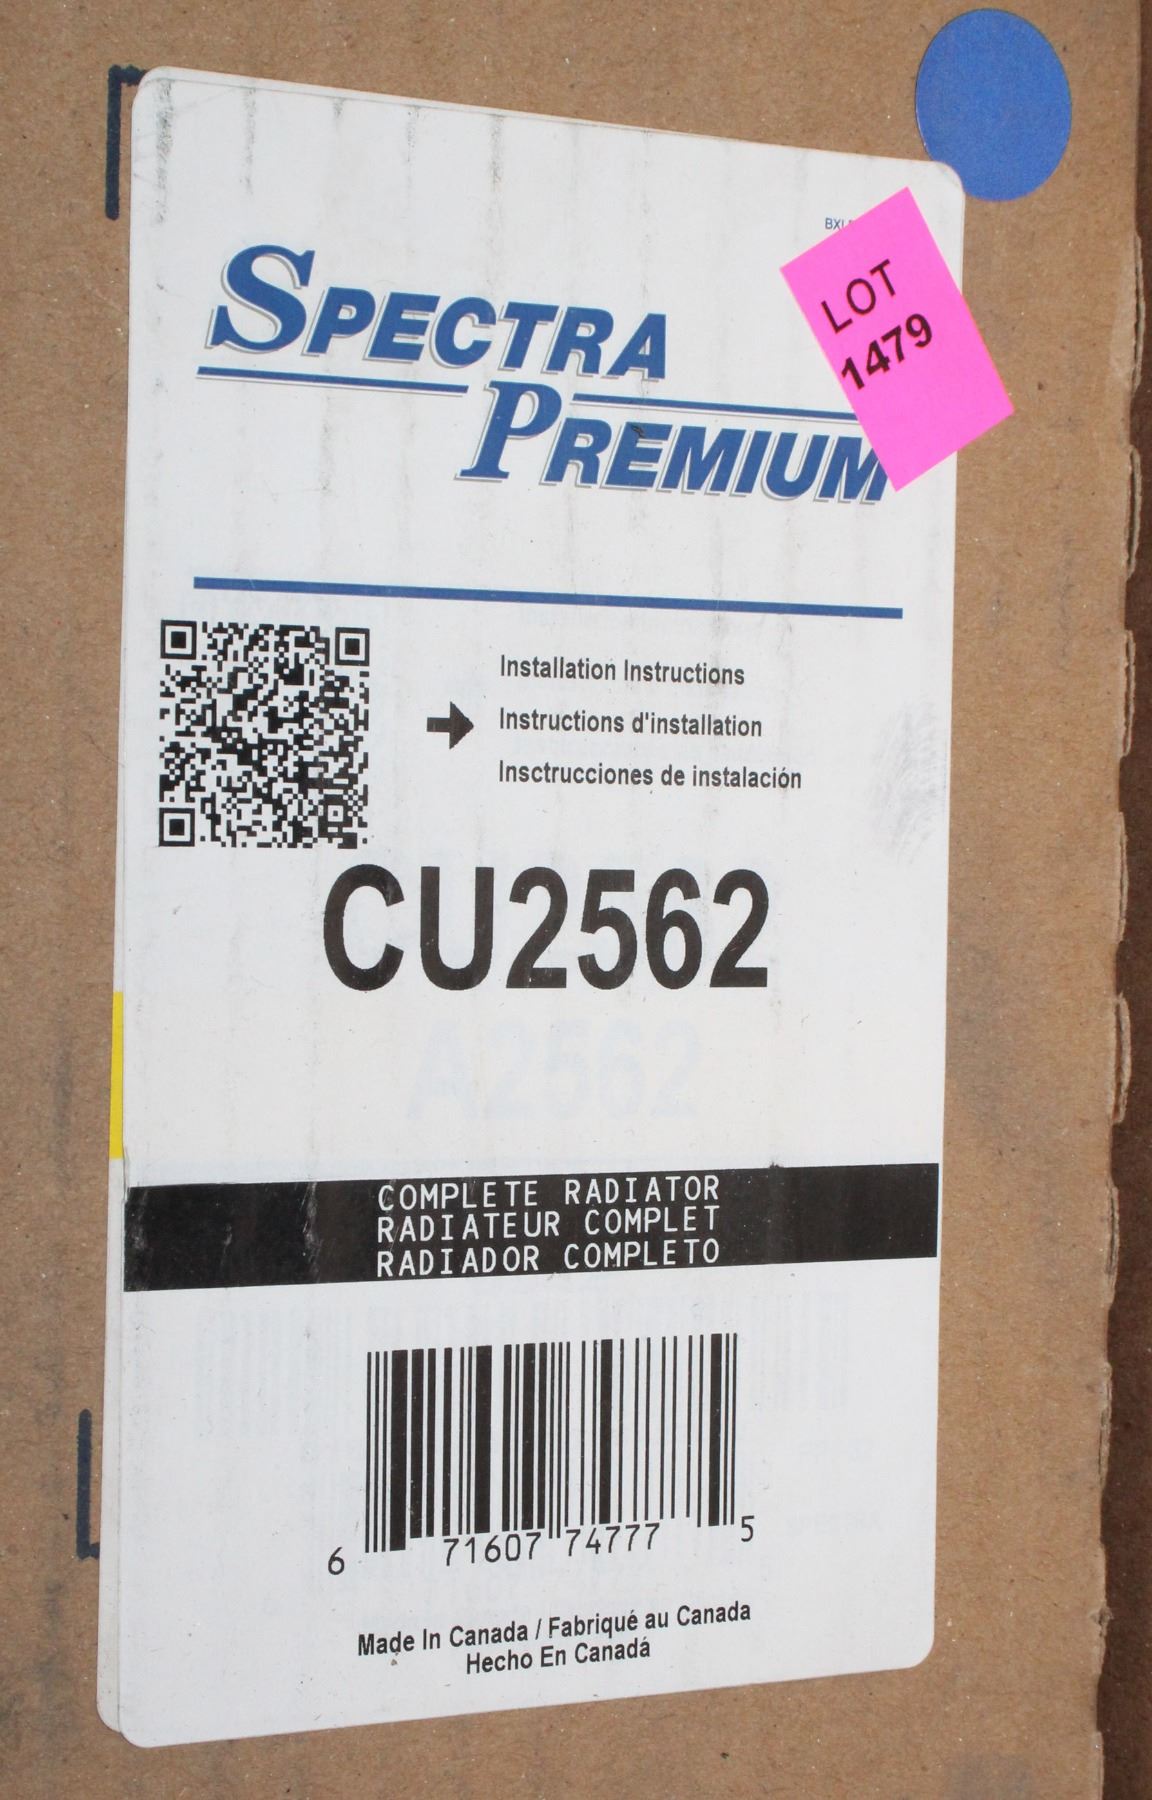 LOT
1479
SPECTRA
PREMIUM
Installation Instructions
Instructions d'installation
Insctrucciones de instalación
CU2562
A2562
COMPLETE RADIATOR
RADIATEUR COMPLET
RADIADOR COMPLETO
6 71607 74777 5
Made In Canada / Fabriqué au Canada
Hecho En Canadá